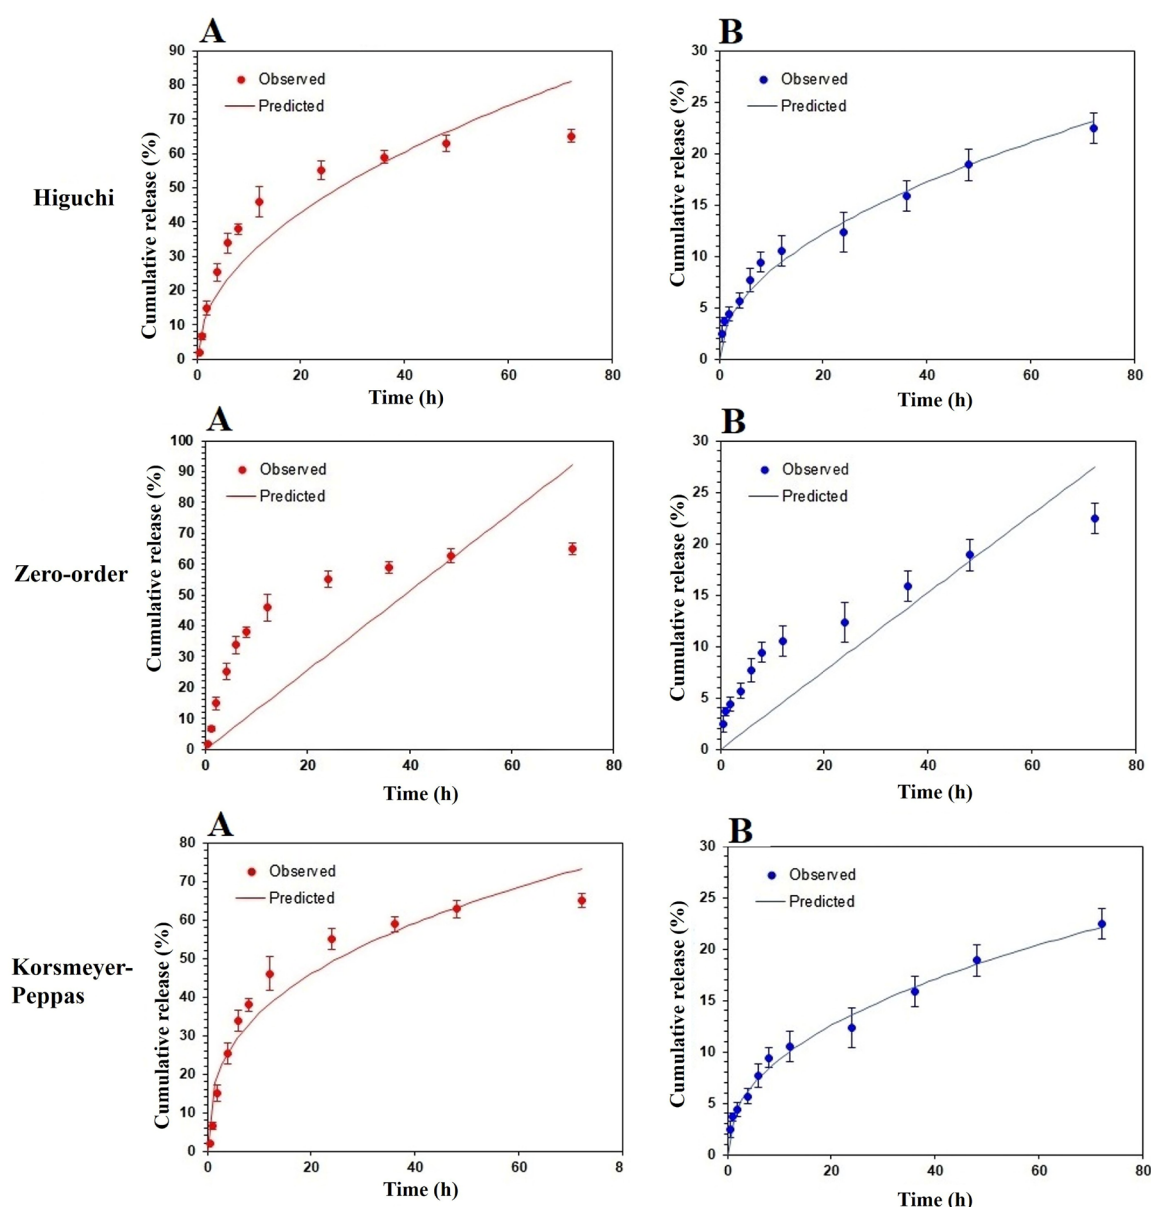 A
B
Higuchi
Cumulative release (%)
90
80
70
60
50
40
30
20
10
0
Observed
Predicted
0 20 40 60 80
Time (h)
Cumulative release (%)
30
25
20
15
10
5
0
Observed
Predicted
0 20 40 60 80
Time (h)
A
B
Zero-order
Cumulative release (%)
100
90
80
70
60
50
40
30
20
10
0
Observed
Predicted
0 20 40 60 80
Time (h)
Cumulative release (%)
30
25
20
15
10
5
0
Observed
Predicted
0 20 40 60 80
Time (h)
A
B
Korsmeyer-
Peppas
Cumulative release (%)
80
70
60
50
40
30
20
10
0
Observed
Predicted
0 20 40 60 8
Time (h)
Cumulative release (%)
30
25
20
15
10
5
0
Observed
Predicted
0 20 40 60 80
Time (h)